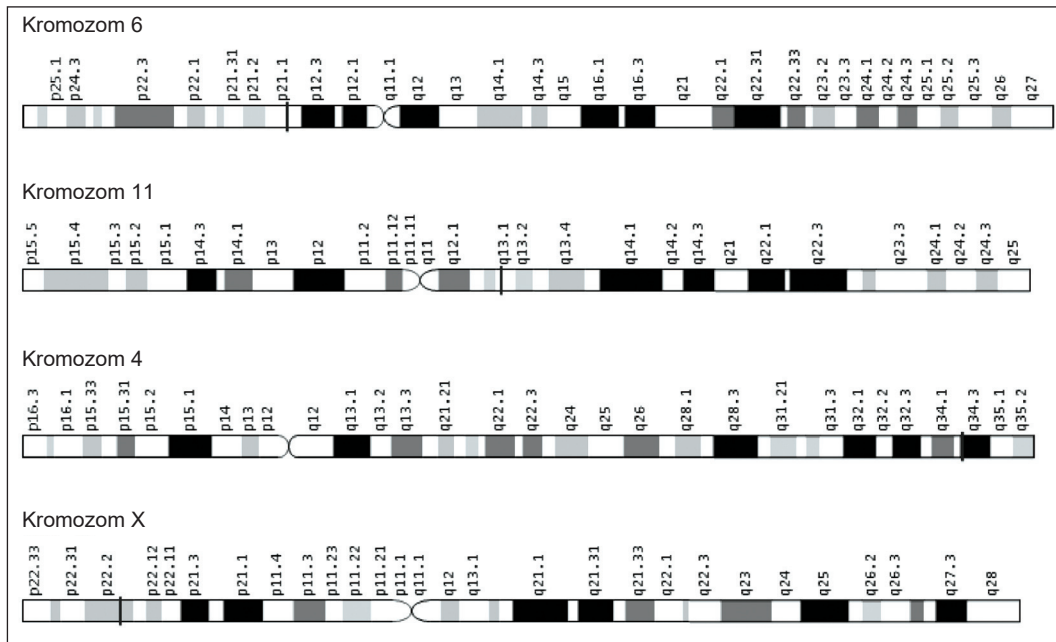 Kromozom 6
p25.1 p24.3 p22.3 p22.1 p21.31 p21.2 p21.1 p12.3 p12.1 q11.1 q12 q13 q14.1 q14.3 q15 q16.1 q16.3 q21 q22.1 q22.31 q22.33 q23.2 q23.3 q24.1 q24.2 q24.3 q25.1 q25.2 q25.3 q26 q27
Kromozom 11
p15.5 p15.4 p15.3 p15.2 p15.1 p14.3 p14.1 p13 p12 p11.2 p11.12 p11.11 q11 q12.1 q13.1 q13.2 q13.4 q14.1 q14.2 q14.3 q21 q22.1 q22.3 q23.3 q24.1 q24.2 q24.3 q25
Kromozom 4
p16.3 p16.1 p15.33 p15.31 p15.2 p15.1 p14 p13 p12 q12 q13.1 q13.2 q13.3 q21.21 q22.1 q22.3 q24 q25 q26 q28.1 q28.3 q31.21 q31.3 q32.1 q32.2 q32.3 q34.1 q34.3 q35.1 q35.2
Kromozom X
p22.33 p22.31 p22.2 p22.12 p22.11 p21.3 p21.1 p11.4 p11.3 p11.23 p11.22 p11.21 p11.1 q11.1 q12 q13.1 q21.1 q21.31 q21.33 q22.1 q22.3 q23 q24 q25 q26.2 q26.3 q27.3 q28